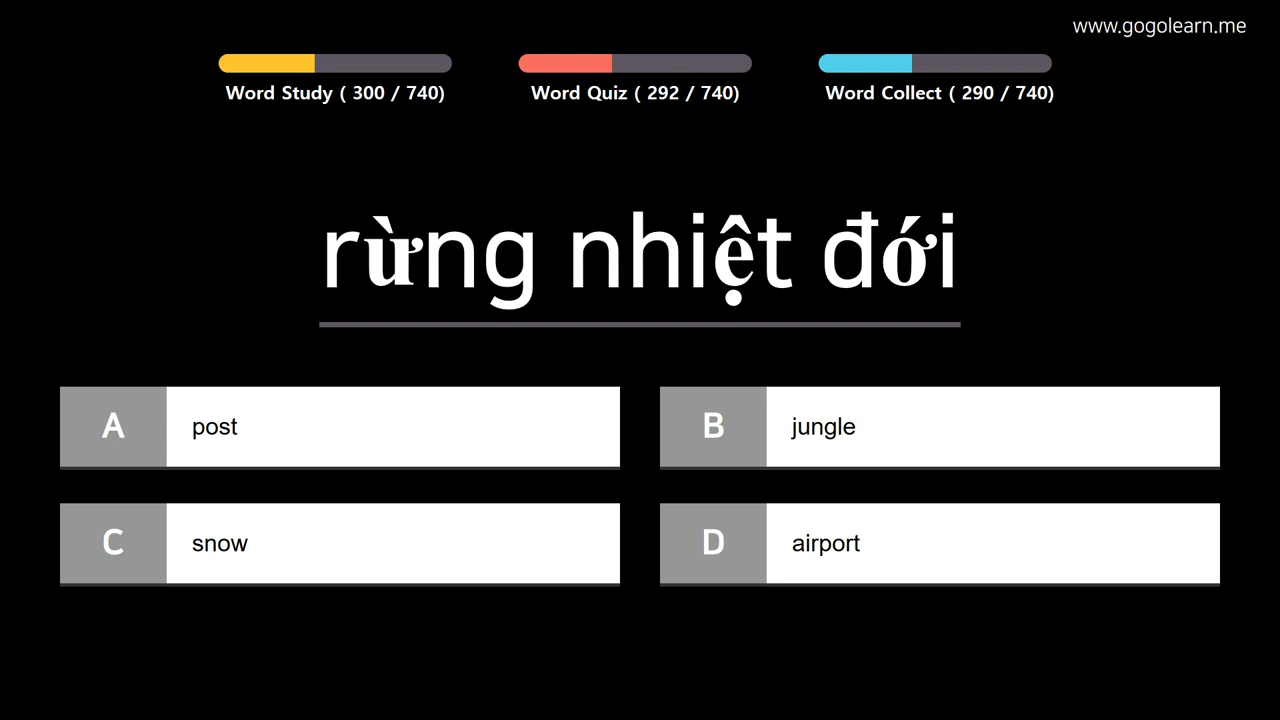 www.gogolearn.me
Word Study ( 300 / 740)
Word Quiz ( 292 / 740)
Word Collect ( 290 / 740)
rừng nhiệt đới
A post
B jungle
C snow
D airport